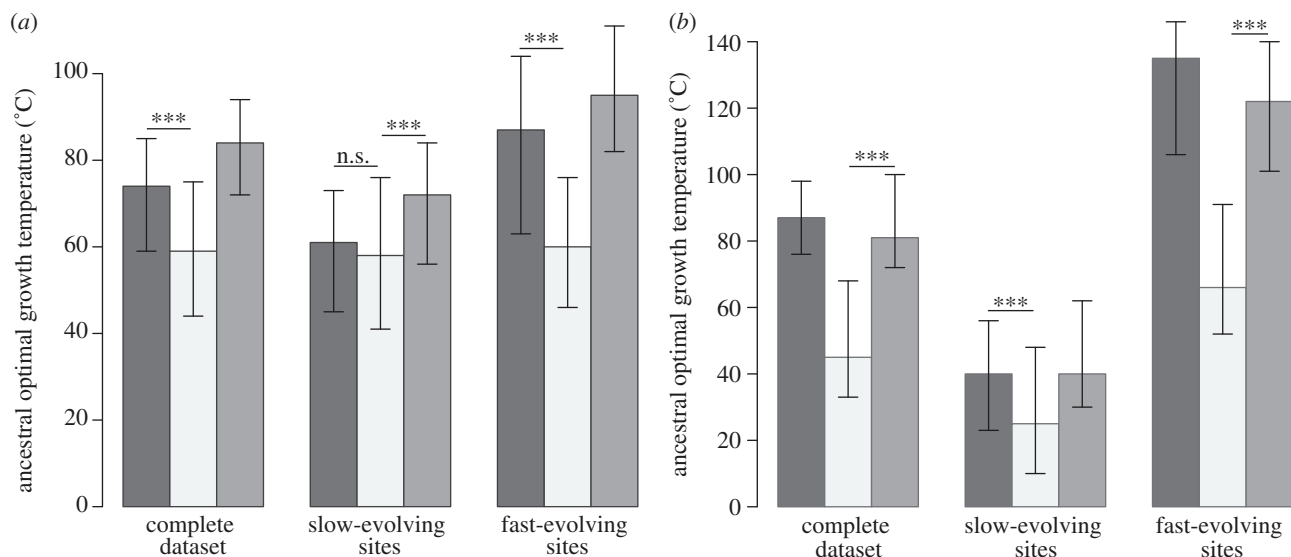 (a)
ancestral optimal growth temperature (˚C)
100
80
60
40
20
0
***
n.s.
***
***
complete
dataset
slow-evolving
sites
fast-evolving
sites
(b)
ancestral optimal growth temperature (˚C)
140
120
100
80
60
40
20
0
***
***
***
complete
dataset
slow-evolving
sites
fast-evolving
sites